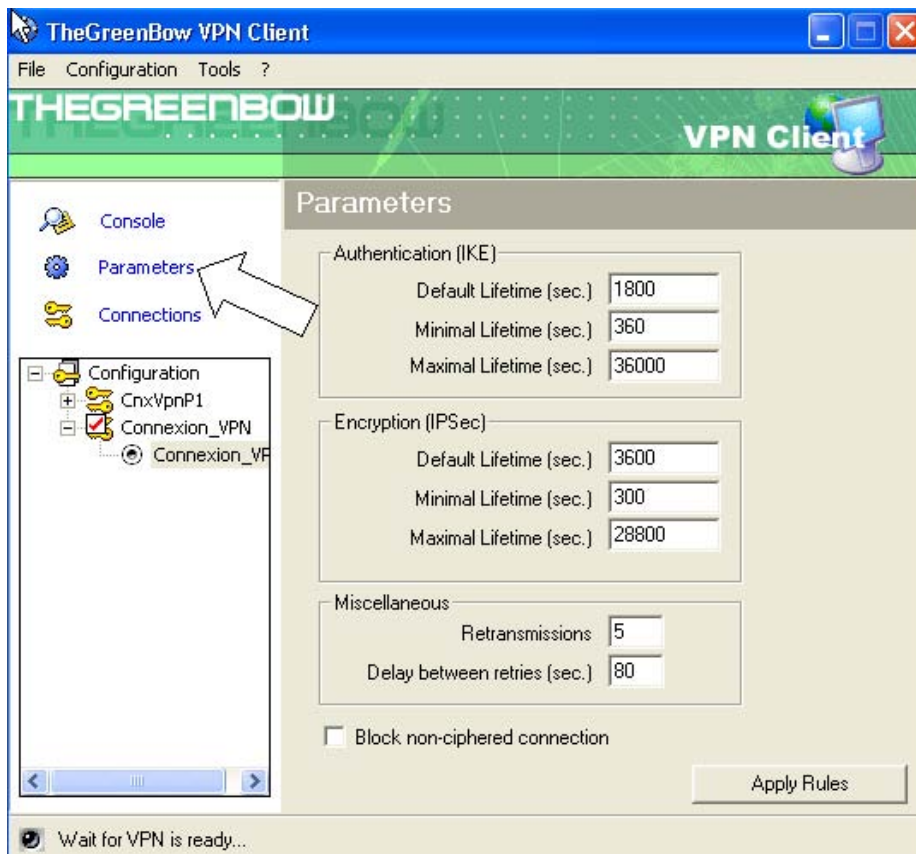 TheGreenBow VPN Client
File Configuration Tools ?
THEGREENBOW
VPN Client
Console
Parameters
Connections
Configuration
CnxVpnP1
Connexion_VPN
Connexion_VP
Parameters
Authentication (IKE)
Default Lifetime (sec.) 1800
Minimal Lifetime (sec.) 360
Maximal Lifetime (sec.) 36000
Encryption (IPSec)
Default Lifetime (sec.) 3600
Minimal Lifetime (sec.) 300
Maximal Lifetime (sec.) 28800
Miscellaneous
Retransmissions 5
Delay between retries (sec.) 80
Block non-ciphered connection
Apply Rules
Wait for VPN is ready...